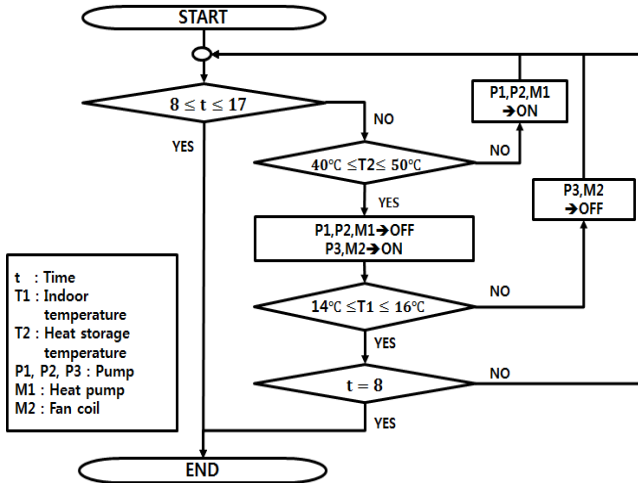 START
8 ≤ t ≤ 17
NO
YES
P1,P2,M1
➔ON
40℃ ≤T2≤ 50℃
NO
YES
P3,M2
➔OFF
P1,P2,M1➔OFF
P3,M2➔ON
14℃ ≤T1 ≤ 16℃
NO
YES
t = 8
NO
YES
END
t : Time
T1 : Indoor
temperature
T2 : Heat storage
temperature
P1, P2, P3 : Pump
M1 : Heat pump
M2 : Fan coil